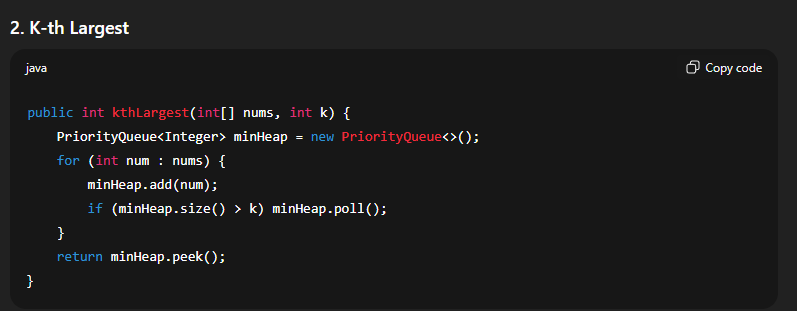 2. K-th Largest
java
Copy code
public int kthLargest(int[] nums, int k) {
    PriorityQueue<Integer> minHeap = new PriorityQueue<>();
    for (int num : nums) {
        minHeap.add(num);
        if (minHeap.size() > k) minHeap.poll();
    }
    return minHeap.peek();
}